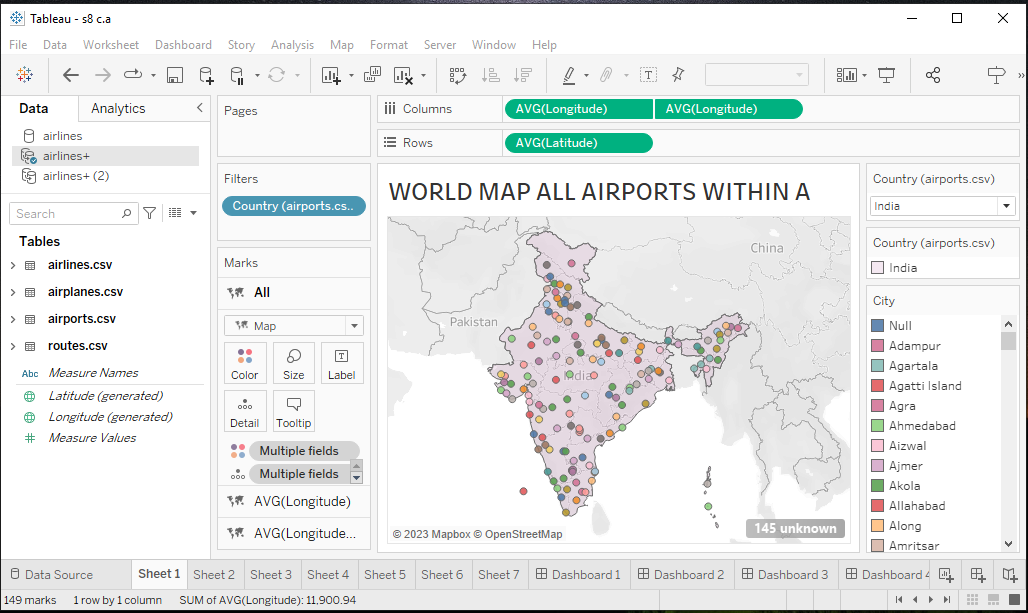 Tableau - s8 c.a
File Data Worksheet Dashboard Story Analysis Map Format Server Window Help
Data Analytics
airlines
airlines+
airlines+ (2)
Search
Tables
airlines.csv
airplanes.csv
airports.csv
routes.csv
Abc Measure Names
Latitude (generated)
Longitude (generated)
Measure Values
Pages
Filters
Country (airports.cs..
Marks
All
Map
Color Size Label
Detail Tooltip
Multiple fields
Multiple fields
AVG(Longitude)
AVG(Longitude...
Columns AVG(Longitude) AVG(Longitude)
Rows AVG(Latitude)
WORLD MAP ALL AIRPORTS WITHIN A
China
Pakistan
India
© 2023 Mapbox © OpenStreetMap
145 unknown
Country (airports.csv)
India
Country (airports.csv)
India
City
Null
Adampur
Agartala
Agatti Island
Agra
Ahmedabad
Aizwal
Ajmer
Akola
Allahabad
Along
Amritsar
Data Source Sheet 1 Sheet 2 Sheet 3 Sheet 4 Sheet 5 Sheet 6 Sheet 7 Dashboard 1 Dashboard 2 Dashboard 3 Dashboard 4
149 marks 1 row by 1 column SUM of AVG(Longitude): 11,900.94